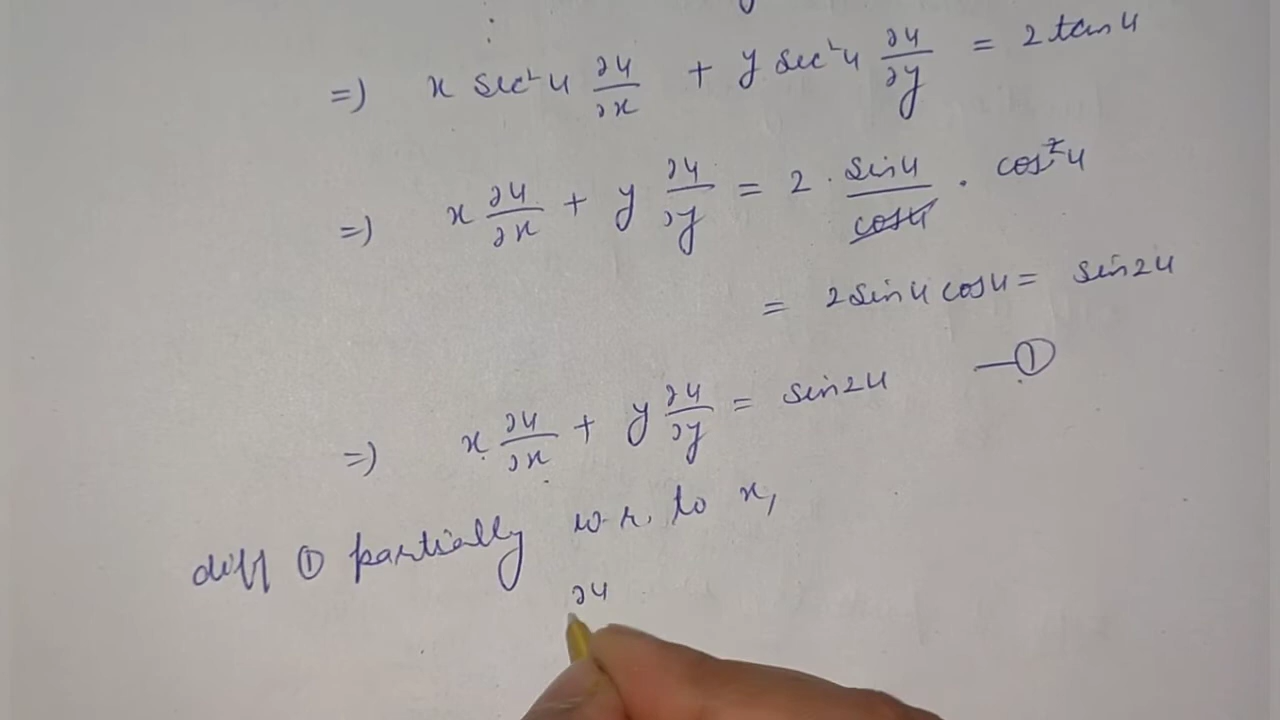 =) x sec²u ∂u/∂x + y sec²u ∂u/∂y = 2 tan u
=) x ∂u/∂x + y ∂u/∂y = 2 . sin u/cos u . cos²u
= 2 sin u cos u = sin 2u
=) x ∂u/∂x + y ∂u/∂y = sin 2u —①
diff ① partially w.r. to x,
∂u